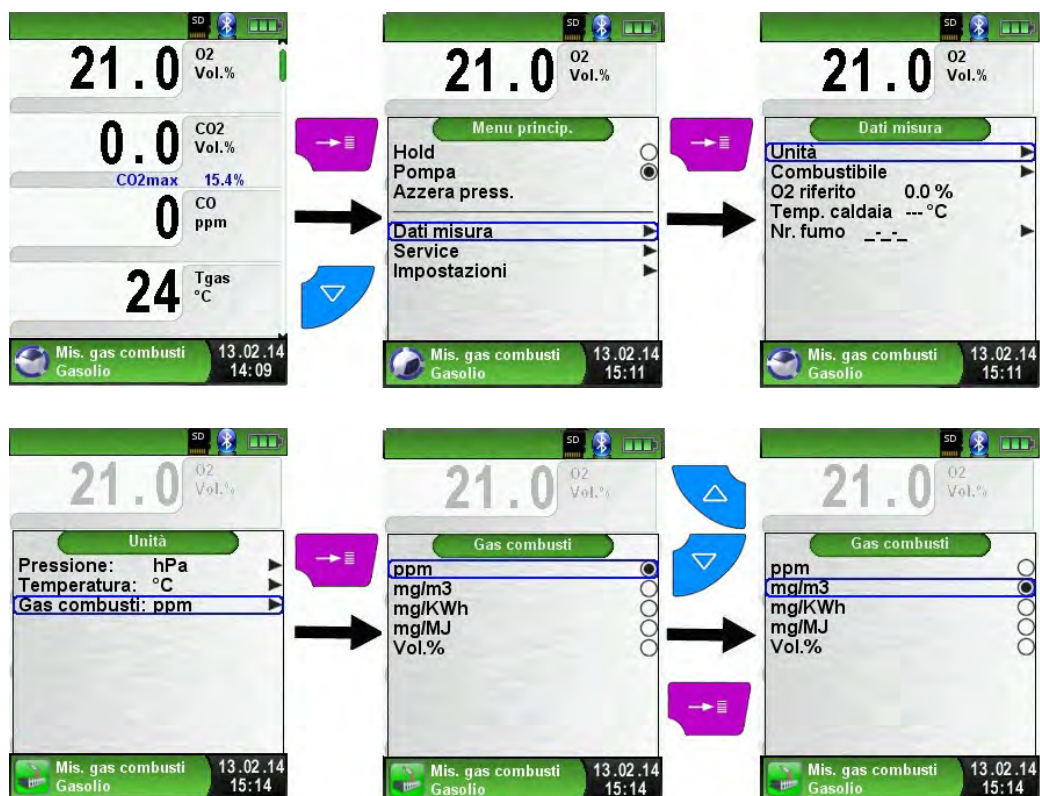 SD
21.0 O2 Vol.%
0.0 CO2 Vol.%
CO2max 15.4%
0 CO ppm
24 Tgas °C
Mis. gas combusti 13.02.14
Gasolio 14:09
SD
21.0 O2 Vol.%
Menu princip.
Hold
Pompa
Azzera press.
Dati misura
Service
Impostazioni
Mis. gas combusti 13.02.14
Gasolio 15:11
SD
21.0 O2 Vol.%
Dati misura
Unità
Combustibile
O2 riferito 0.0 %
Temp. caldaia --- °C
Nr. fumo _-_-_
Mis. gas combusti 13.02.14
Gasolio 15:11
SD
21.0 O2 Vol.%
Unità
Pressione: hPa
Temperatura: °C
Gas combusti: ppm
Mis. gas combusti 13.02.14
Gasolio 15:14
SD
21.0 O2 Vol.%
Gas combusti
ppm
mg/m3
mg/KWh
mg/MJ
Vol.%
Mis. gas combusti 13.02.14
Gasolio 15:14
SD
21.0 O2 Vol.%
Gas combusti
ppm
mg/m3
mg/KWh
mg/MJ
Vol.%
Mis. gas combusti 13.02.14
Gasolio 15:14